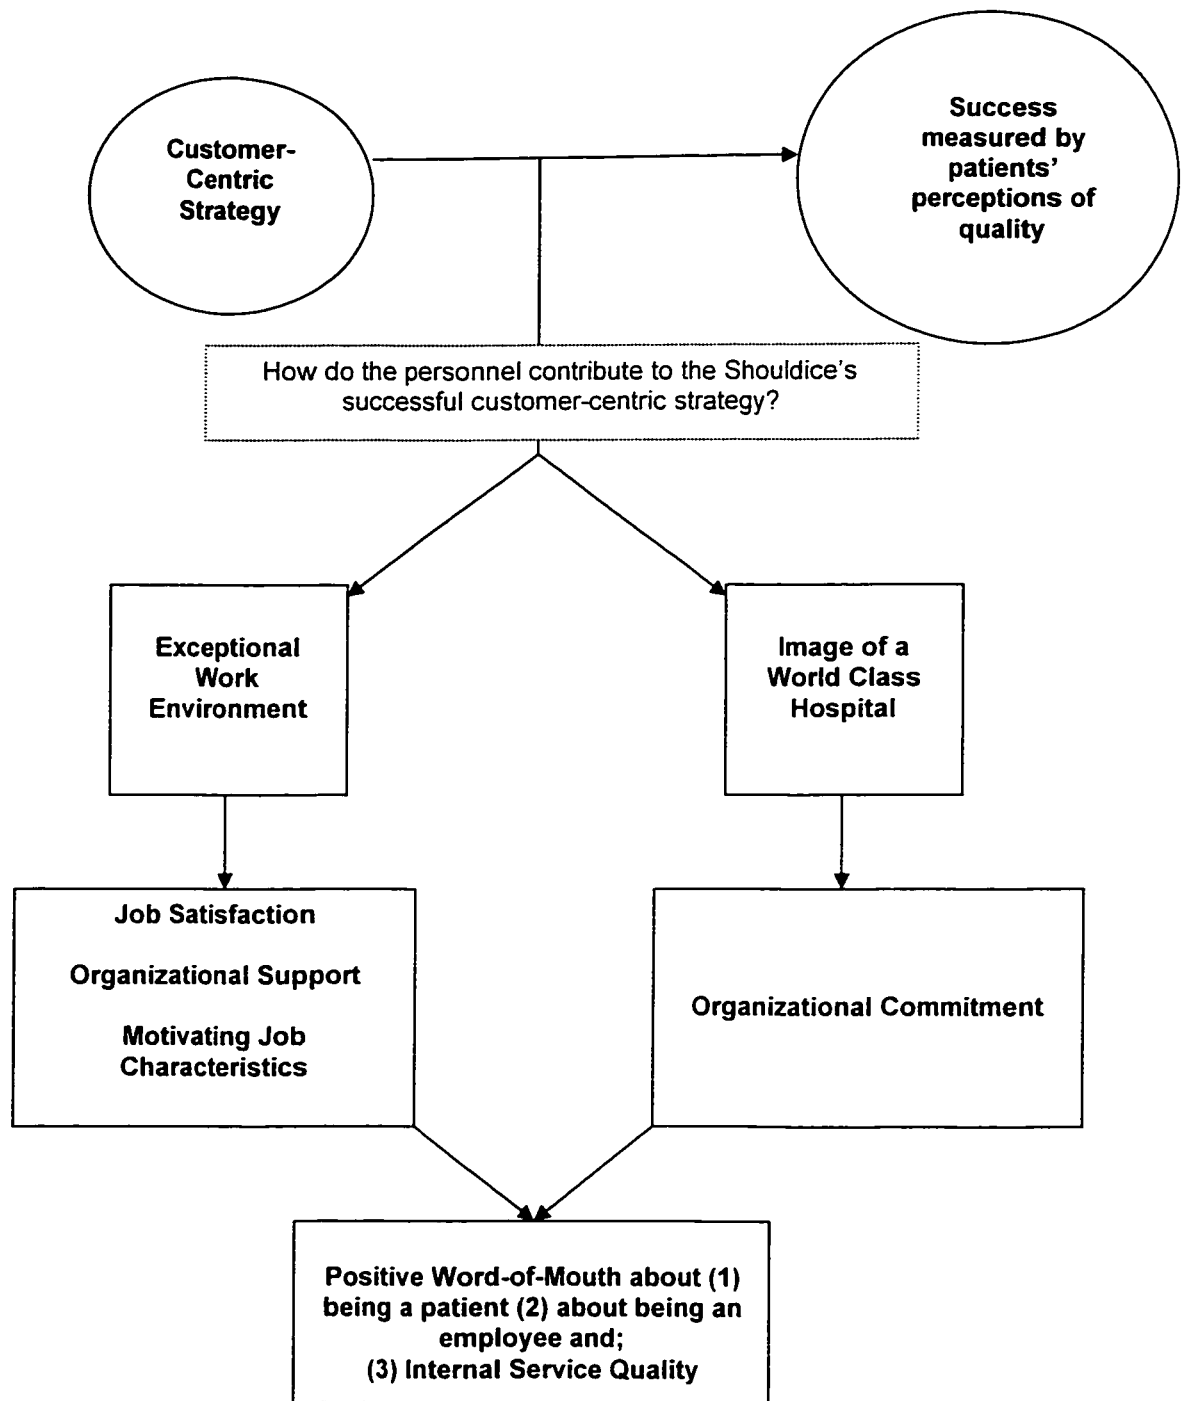 Customer-
Centric
Strategy
Success
measured by
patients’
perceptions of
quality
How do the personnel contribute to the Shouldice’s
successful customer-centric strategy?
Exceptional
Work
Environment
Image of a
World Class
Hospital
Job Satisfaction
Organizational Support
Motivating Job
Characteristics
Organizational Commitment
Positive Word-of-Mouth about (1)
being a patient (2) about being an
employee and;
(3) Internal Service Quality